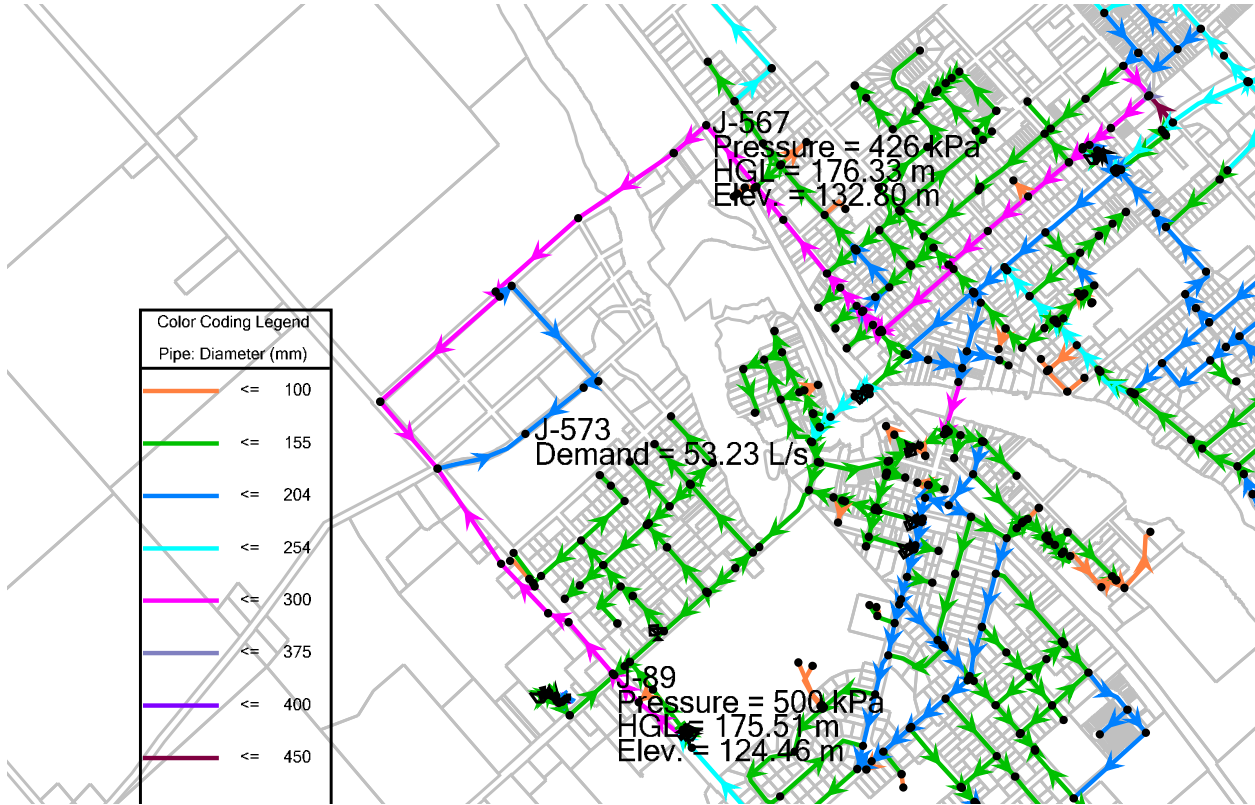 J-567
Pressure = 426 kPa
HGL = 176.33 m
Elev. = 132.80 m
Color Coding Legend
Pipe: Diameter (mm)
<= 100
<= 155
<= 204
<= 254
<= 300
<= 375
<= 400
<= 450
J-573
Demand = 53.23 L/s
J-89
Pressure = 500 kPa
HGL = 175.51 m
Elev. = 124.46 m